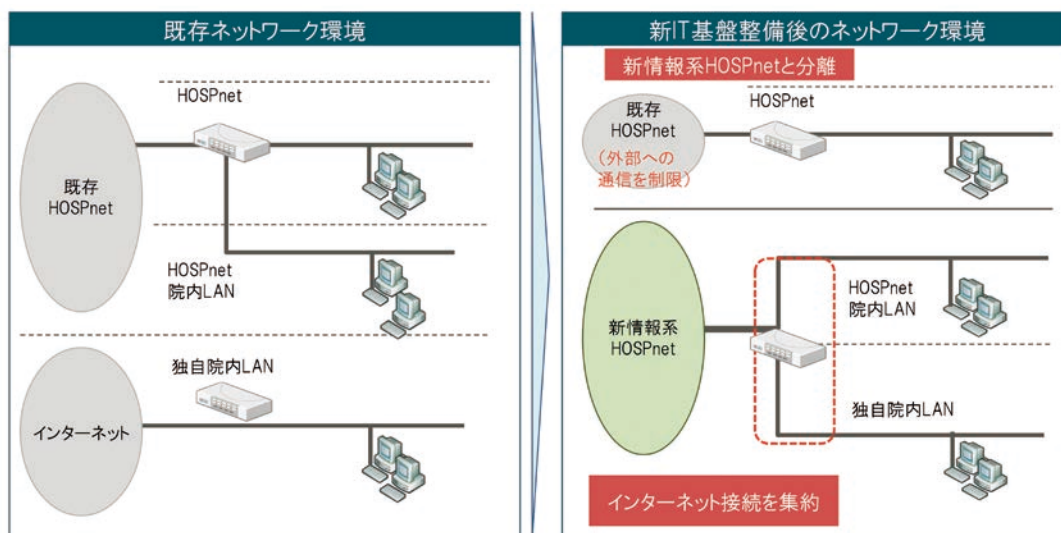 既存ネットワーク環境
HOSPnet
既存
HOSPnet
HOSPnet
院内LAN
独自院内LAN
インターネット
新IT基盤整備後のネットワーク環境
新情報系HOSPnetと分離
HOSPnet
既存
HOSPnet
（外部への
通信を制限）
HOSPnet
院内LAN
新情報系
HOSPnet
独自院内LAN
インターネット接続を集約